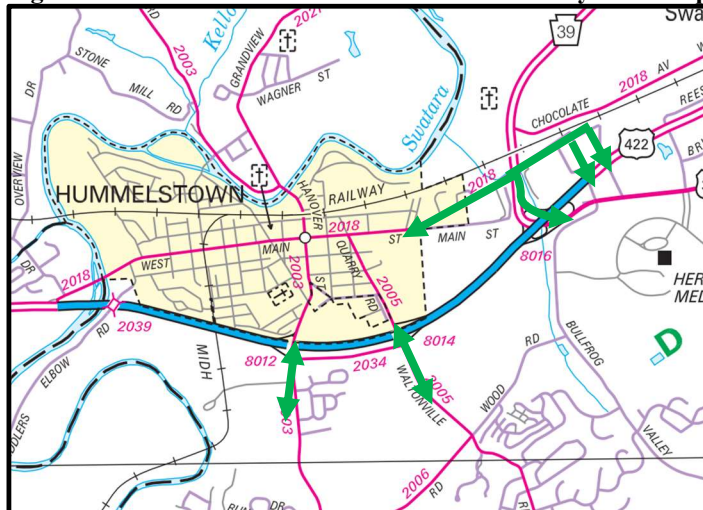 Swa
RD
2003
Kello
GRANDVIEW
2021
39
STONE
MILL
RD
WAGNER ST
DR
Swatara
2018 AV
CHOCOLATE
REES
422
OVERVIEW
HUMMELSTOWN
HANOVER
RAILWAY
2018
2018
MAIN
ST
MAIN ST
WEST
DR
2018
2003
ST
QUARRY
RD
2005
8016
HER
MEL
2039
ELBOW RD
MIDH
8012
2034
8014
BULLFROG
D
2005
WALTONVILLE
WOOD
RD
VALLEY
DLERS
03
2006
RD
DR